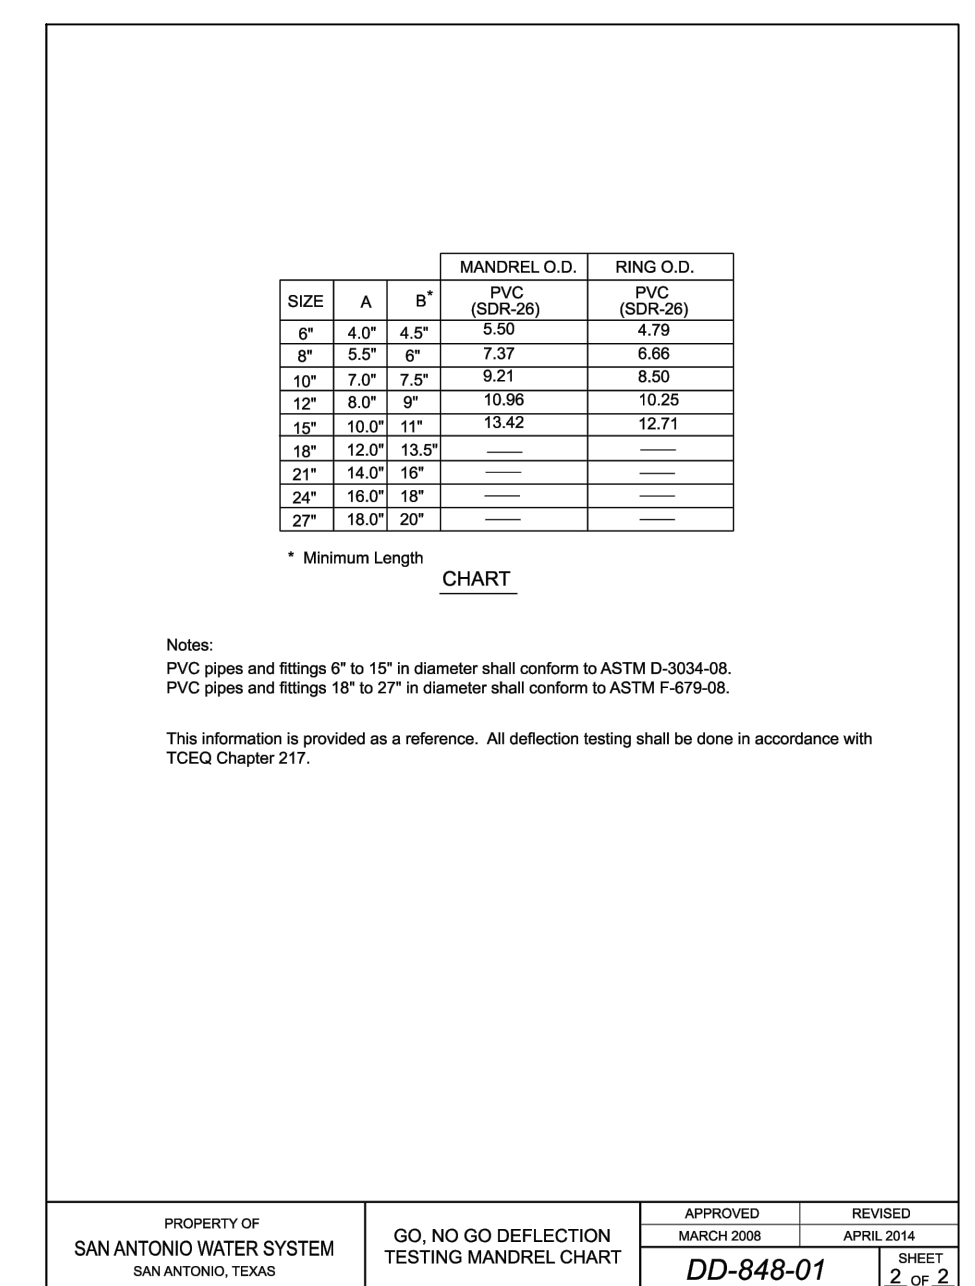 MANDREL O.D. RING O.D.
SIZE A B* PVC (SDR-26) PVC (SDR-26)
6" 4.0" 4.5" 5.50 4.79
8" 5.5" 6" 7.37 6.66
10" 7.0" 7.5" 9.21 8.50
12" 8.0" 9" 10.96 10.25
15" 10.0" 11" 13.42 12.71
18" 12.0" 13.5" —— ——
21" 14.0" 16" —— ——
24" 16.0" 18" —— ——
27" 18.0" 20" —— ——
* Minimum Length
CHART
Notes:
PVC pipes and fittings 6" to 15" in diameter shall conform to ASTM D-3034-08.
PVC pipes and fittings 18" to 27" in diameter shall conform to ASTM F-679-08.
This information is provided as a reference. All deflection testing shall be done in accordance with
TCEQ Chapter 217.
PROPERTY OF
SAN ANTONIO WATER SYSTEM
SAN ANTONIO, TEXAS
GO, NO GO DEFLECTION
TESTING MANDREL CHART
APPROVED REVISED
MARCH 2008 APRIL 2014
DD-848-01
SHEET
2 OF 2